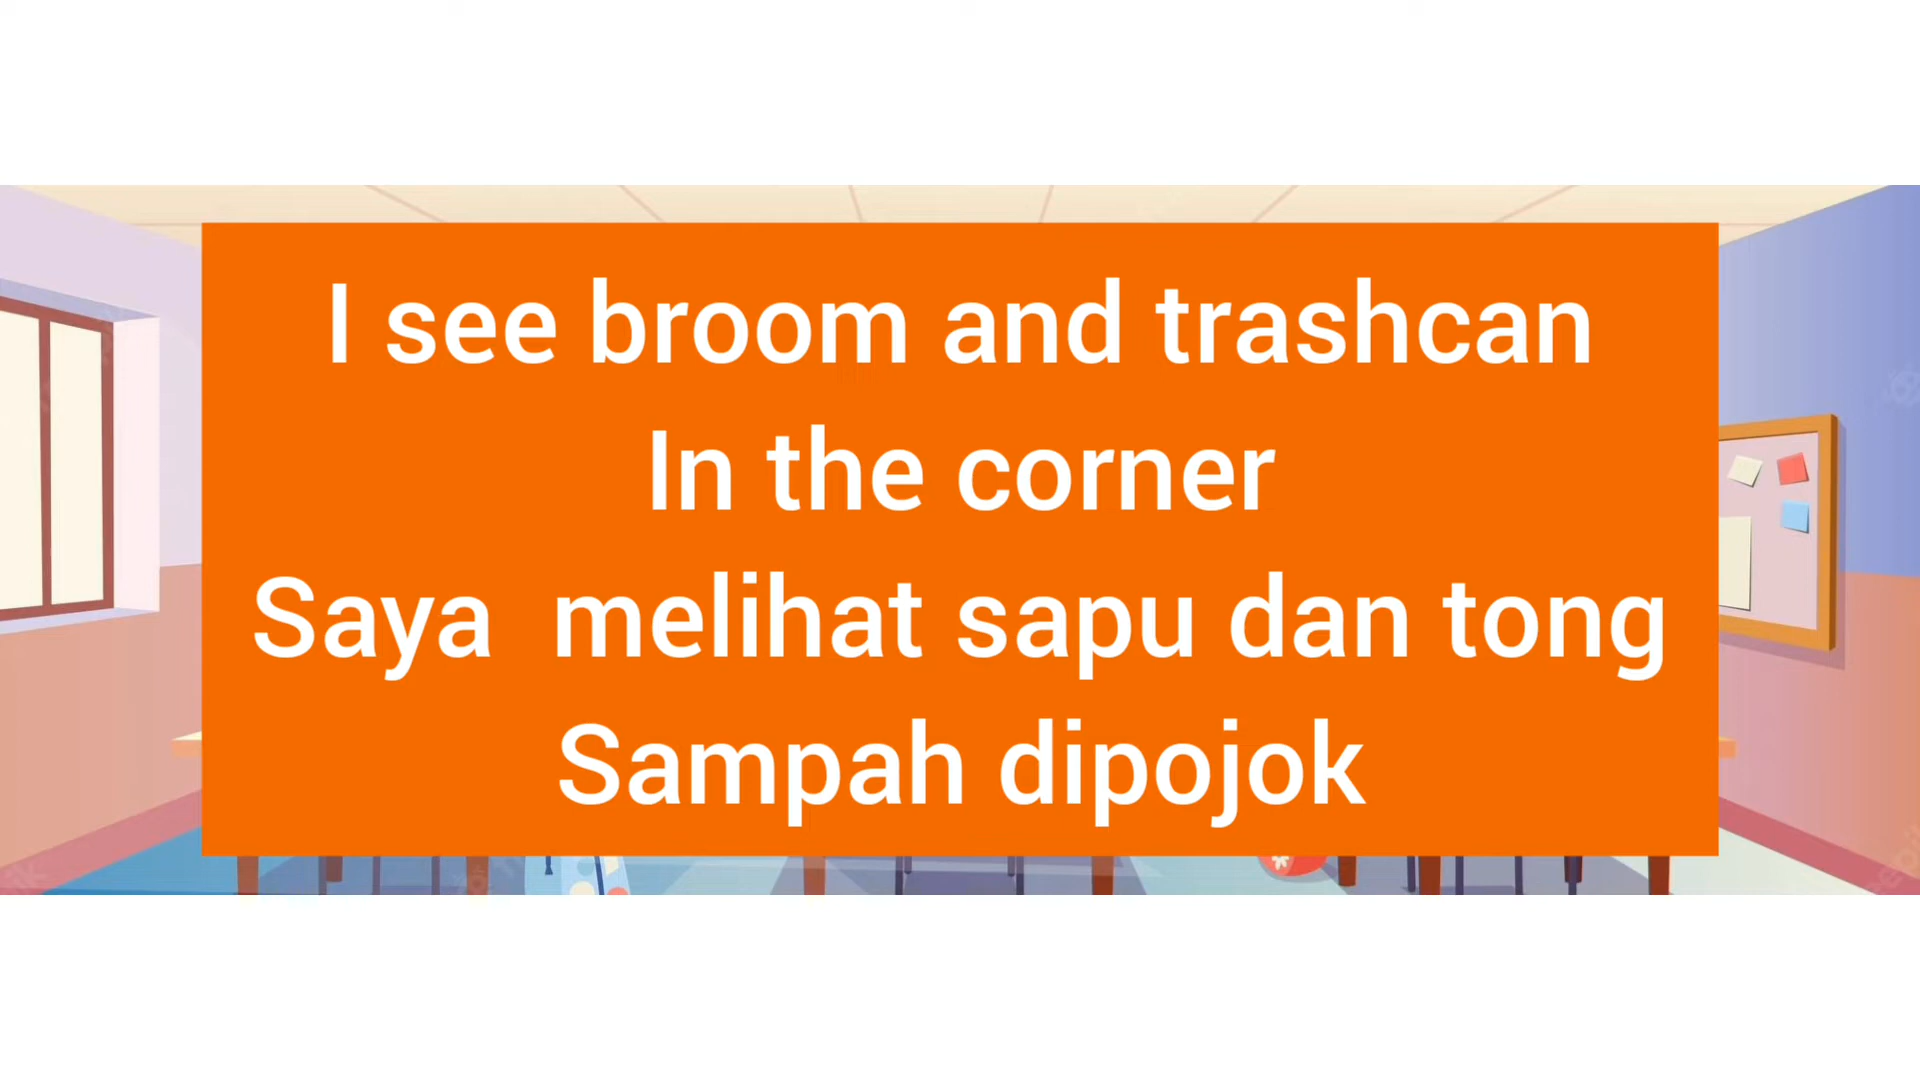 I see broom and trashcan
In the corner
Saya  melihat sapu dan tong
Sampah dipojok